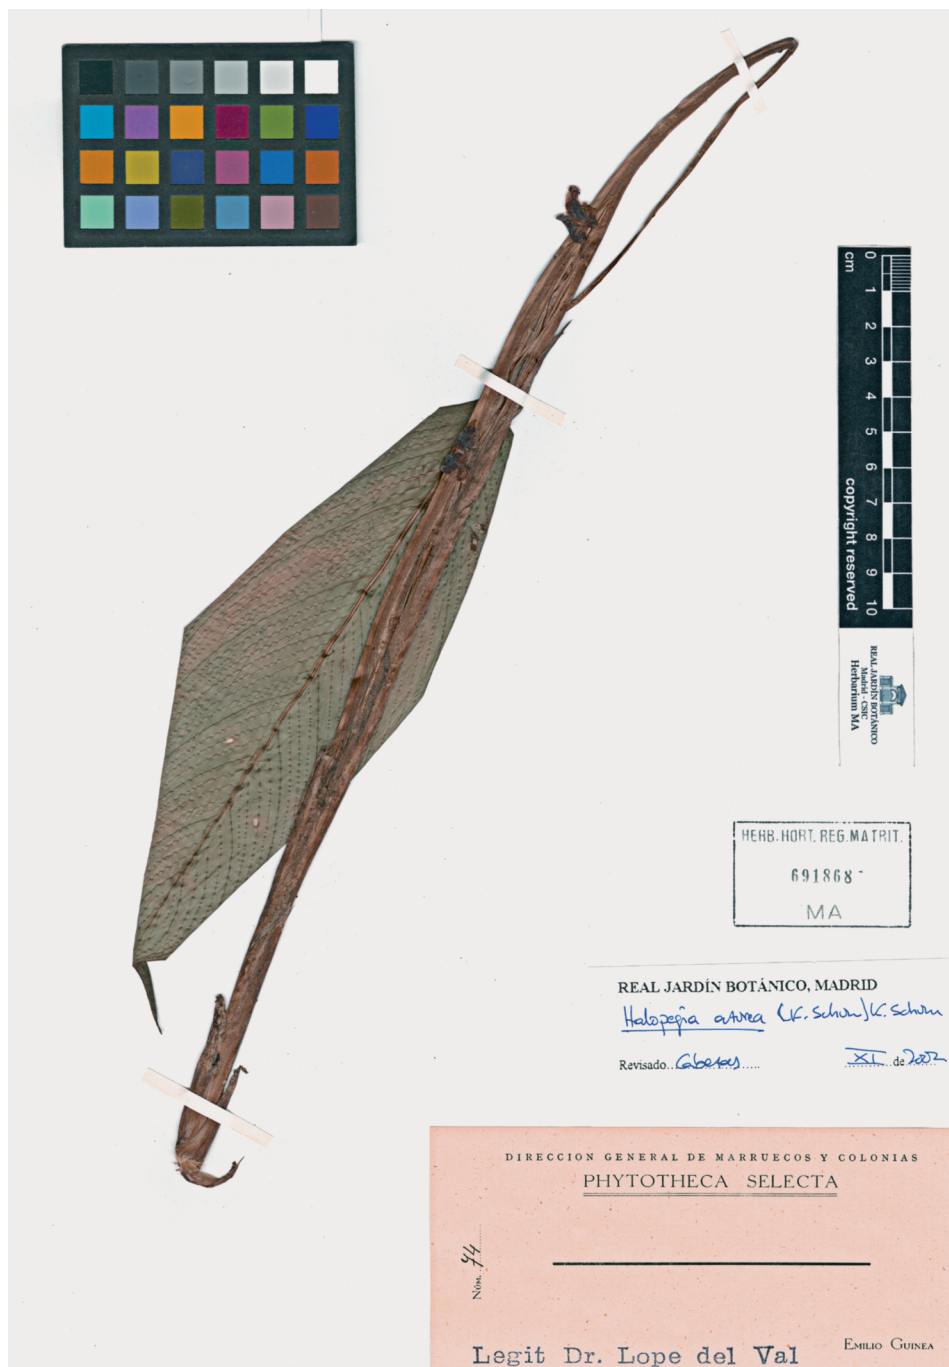 0
cm
1
2
3
4
5
6
7
8
9
10
copyright reserved
REAL JARDÍN BOTÁNICO
Madrid - CSIC
Herbarium MA
HERB. HORT. REG. MATRIT.
691868-
MA
REAL JARDÍN BOTÁNICO, MADRID
Halopegia azurea (K. Schum) K. Schum
Revisado Cabezas XI de 2002
DIRECCION GENERAL DE MARRUECOS Y COLONIAS
PHYTOTHECA SELECTA
Núm. 74
Legit Dr. Lope del Val
EMILIO GUINEA